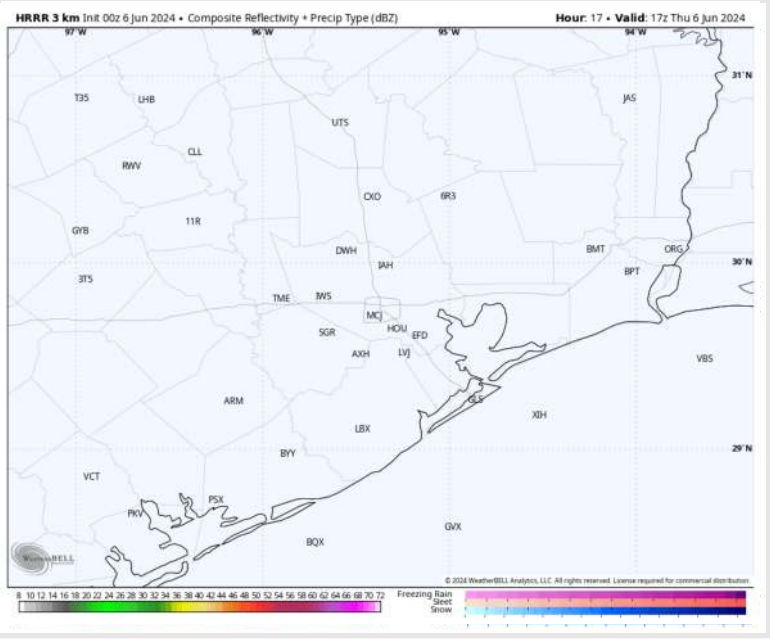 HRRR 3 km Init 00z 6 Jun 2024 • Composite Reflectivity + Precip Type (dBZ) Hour: 17 • Valid: 17z Thu 6 Jun 2024
97°W 96°W 95°W 94°W
31°N
T35 LHB JAS
UTS
CLL
RWV
CXO 6R3
11R
GYB
DWH BMT ORG
IAH 30°N
BPT
3T5
TME IWS
MCJ
SGR HOU EFD
AXH LVJ VBS
ARM GLS
LBX XIH
BYY 29°N
VCT
PKV PSX
BQX GVX
WeatherBELL
© 2024 WeatherBELL Analytics, LLC. All rights reserved. License required for commercial distribution.
8 10 12 14 16 18 20 22 24 26 28 30 32 34 36 38 40 42 44 46 48 50 52 54 56 58 60 62 64 66 68 70 72
Freezing Rain
Sleet
Snow